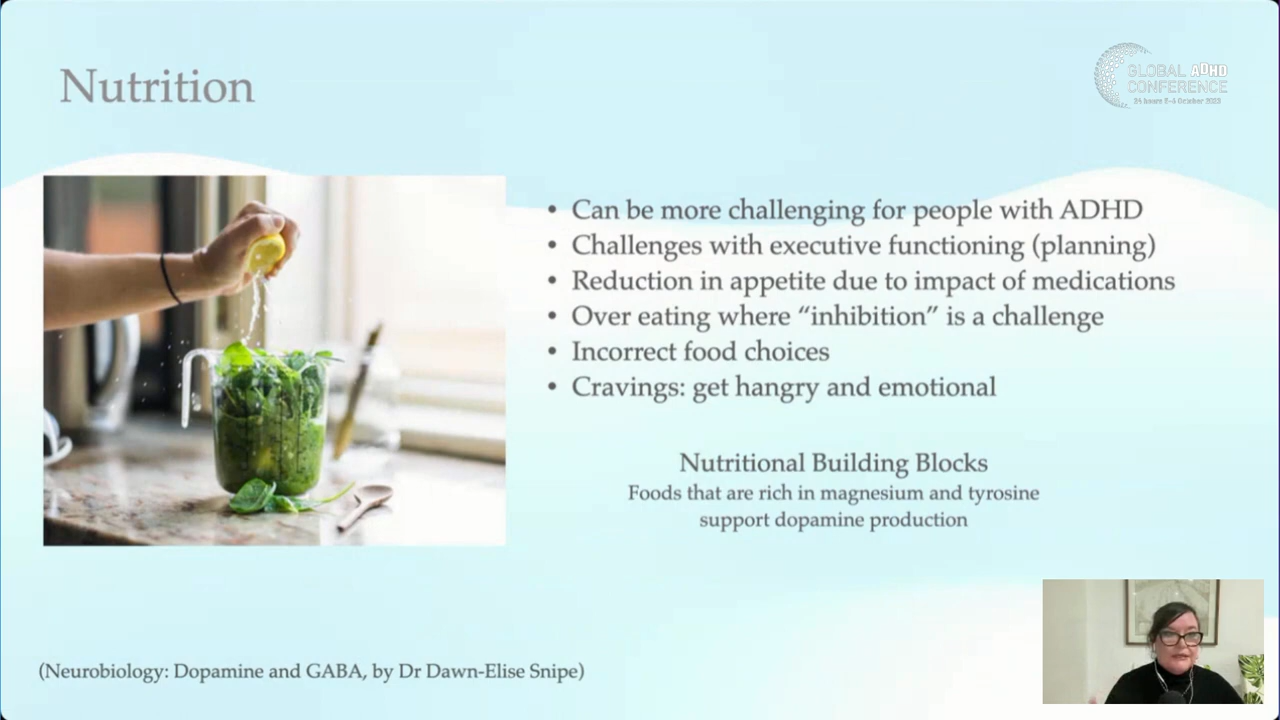 Nutrition
GLOBAL ADHD
CONFERENCE
• Can be more challenging for people with ADHD
• Challenges with executive functioning (planning)
• Reduction in appetite due to impact of medications
• Over eating where “inhibition” is a challenge
• Incorrect food choices
• Cravings: get hangry and emotional
Nutritional Building Blocks
Foods that are rich in magnesium and tyrosine
support dopamine production
(Neurobiology: Dopamine and GABA, by Dr Dawn-Elise Snipe)